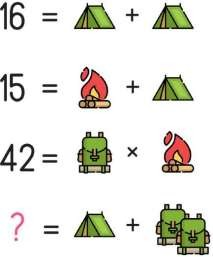 16 = +
15 = +
42 = ×
? = +